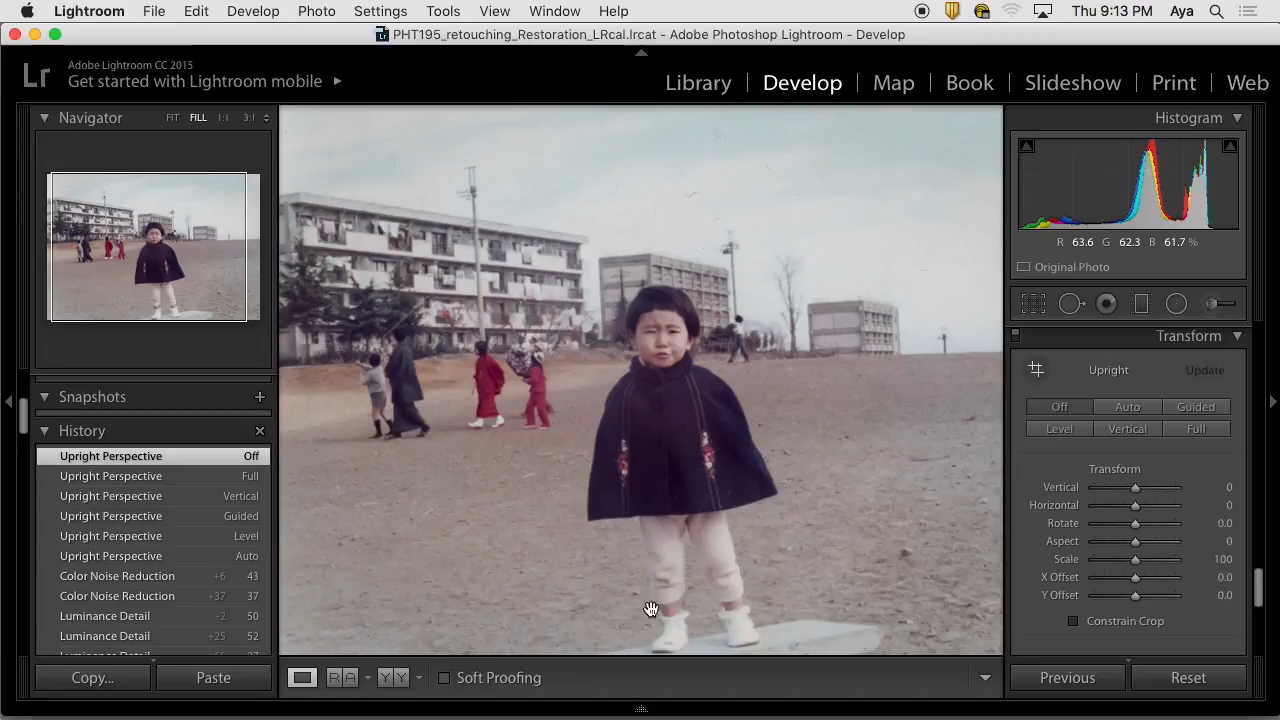 Lightroom File Edit Develop Photo Settings Tools View Window Help Thu 9:13 PM Aya
Lr PHT195_retouching_Restoration_LRcal.lrcat - Adobe Photoshop Lightroom - Develop
Lr
Adobe Lightroom CC 2015
Get started with Lightroom mobile
Library | Develop | Map | Book | Slideshow | Print | Web
Navigator FIT FILL 1:1 3:1
Snapshots +
History
Upright Perspective Off
Upright Perspective Full
Upright Perspective Vertical
Upright Perspective Guided
Upright Perspective Level
Upright Perspective Auto
Color Noise Reduction +6 43
Color Noise Reduction +37 37
Luminance Detail -2 50
Luminance Detail +25 52
Copy... Paste
R A Y Y Soft Proofing
Histogram
R 63.6 G 62.3 B 61.7 %
Original Photo
Transform
Upright Update
Off Auto Guided
Level Vertical Full
Transform
Vertical 0
Horizontal 0
Rotate 0.0
Aspect 0
Scale 100
X Offset 0.0
Y Offset 0.0
Constrain Crop
Previous Reset